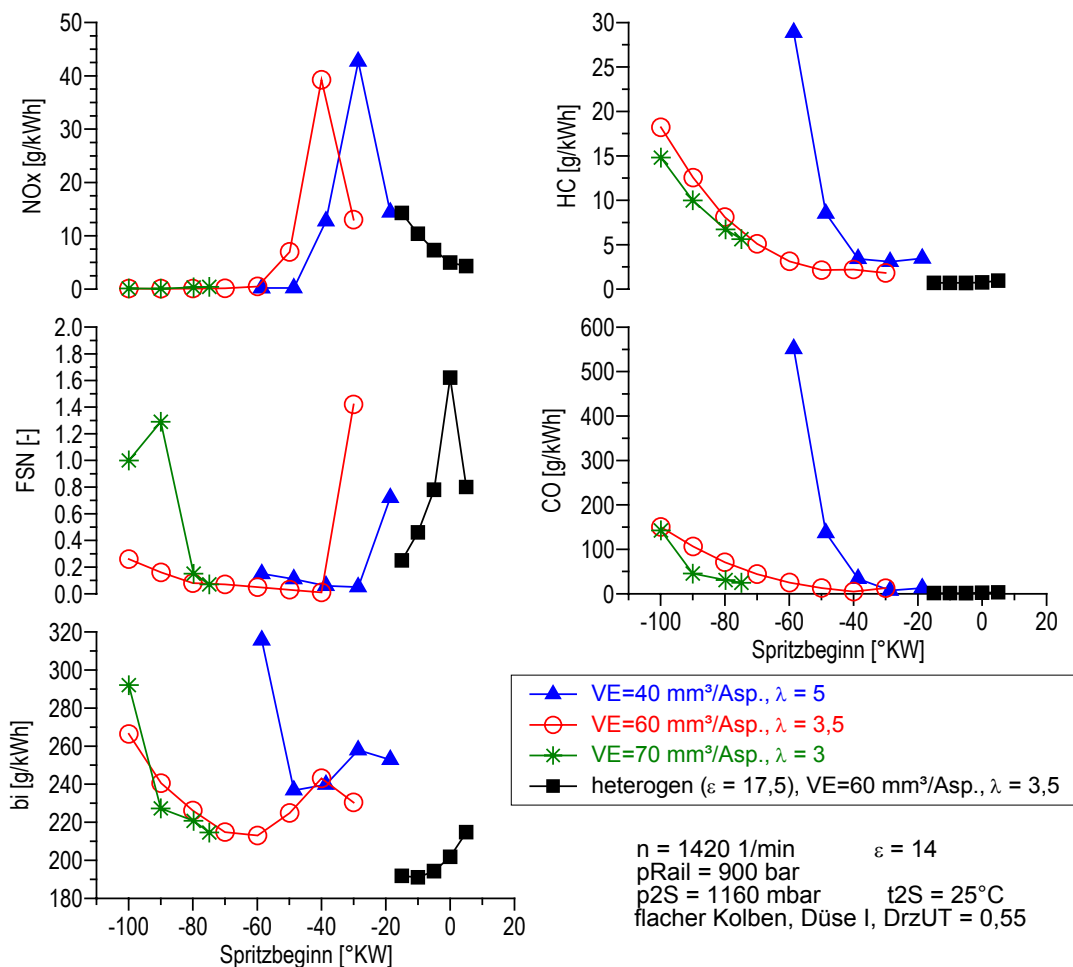 50
40
30
20
10
0
NOx [g/kWh]
30
25
20
15
10
5
0
HC [g/kWh]
2.0
1.8
1.6
1.4
1.2
1.0
0.8
0.6
0.4
0.2
0.0
FSN [-]
600
500
400
300
200
100
0
CO [g/kWh]
-100 -80 -60 -40 -20 0 20
Spritzbeginn [°KW]
320
300
280
260
240
220
200
180
bi [g/kWh]
-100 -80 -60 -40 -20 0 20
Spritzbeginn [°KW]
VE=40 mm³/Asp., λ = 5
VE=60 mm³/Asp., λ = 3,5
VE=70 mm³/Asp., λ = 3
heterogen (ε = 17,5), VE=60 mm³/Asp., λ = 3,5
n = 1420 1/min ε = 14
pRail = 900 bar
p2S = 1160 mbar t2S = 25°C
flacher Kolben, Düse I, DrzUT = 0,55